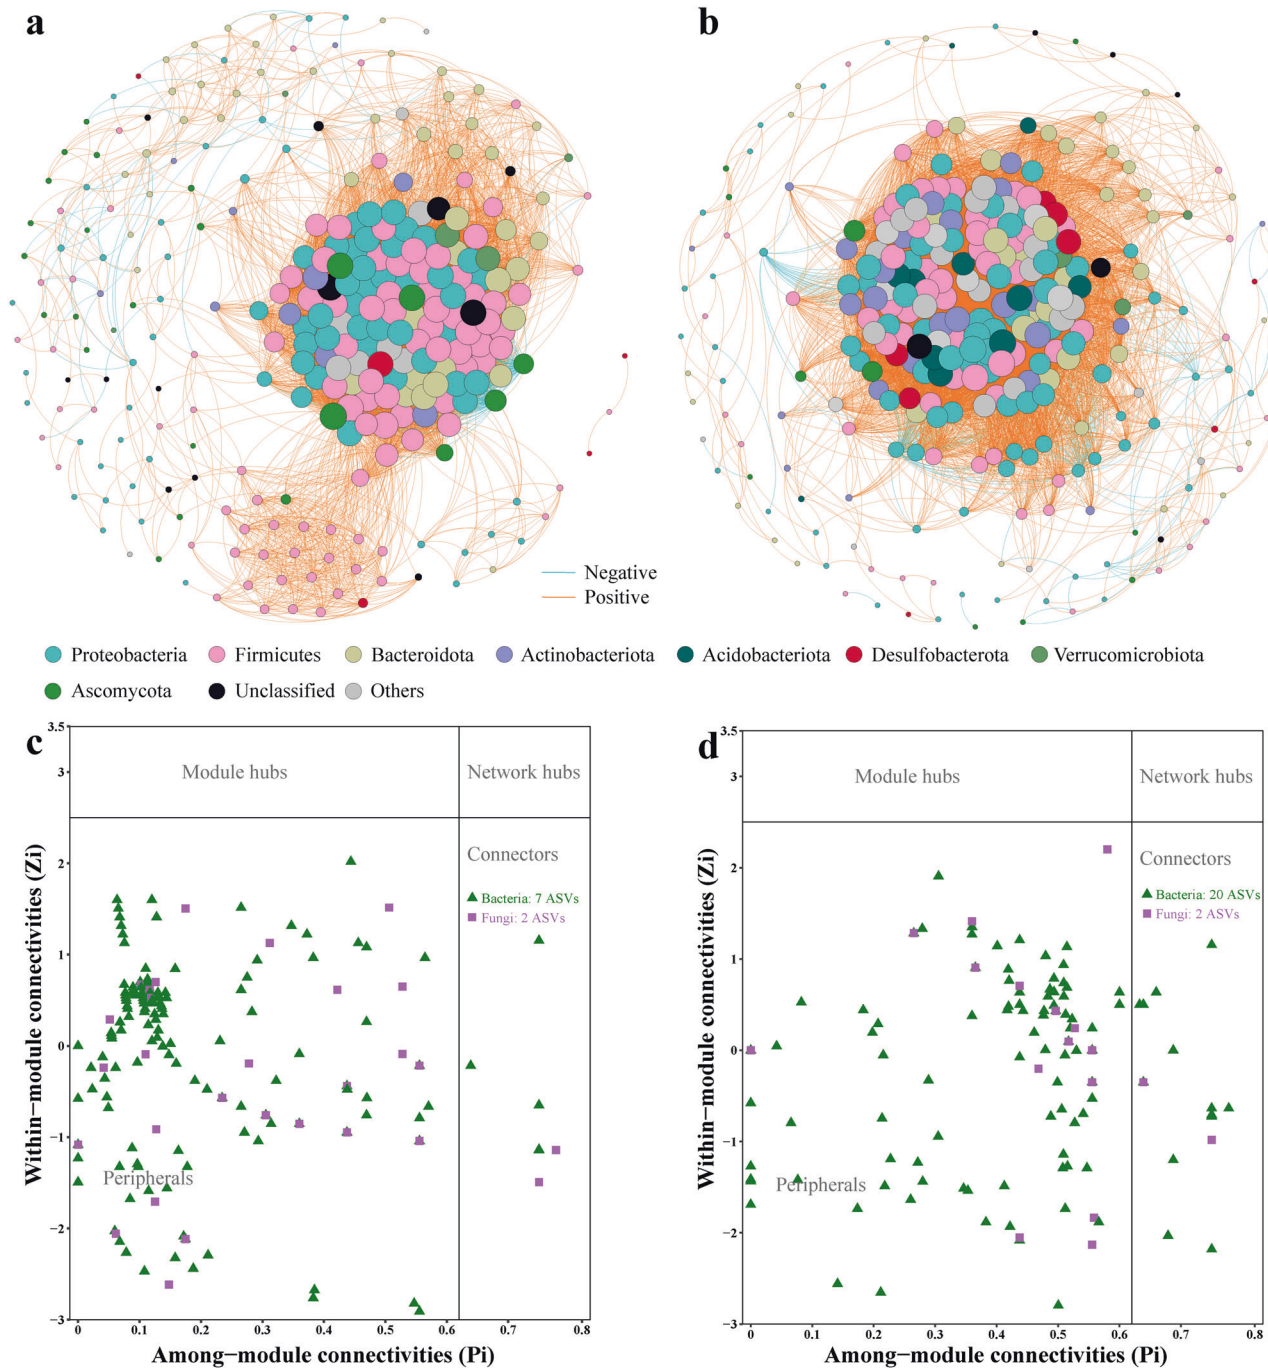 a
b
Negative
Positive
Proteobacteria Firmicutes Bacteroidota Actinobacteriota Acidobacteriota Desulfobacterota Verrucomicrobiota
Ascomycota Unclassified Others
c
Within−module connectivities (Zi)
3.5
3
2
1
0
−1
−2
−3
Module hubs
Network hubs
Connectors
Bacteria: 7 ASVs
Fungi: 2 ASVs
Peripherals
0 0.1 0.2 0.3 0.4 0.5 0.6 0.7 0.8
Among−module connectivities (Pi)
d
Within−module connectivities (Zi)
3.5
3
2
1
0
−1
−2
−3
Module hubs
Network hubs
Connectors
Bacteria: 20 ASVs
Fungi: 2 ASVs
Peripherals
0 0.1 0.2 0.3 0.4 0.5 0.6 0.7 0.8
Among−module connectivities (Pi)